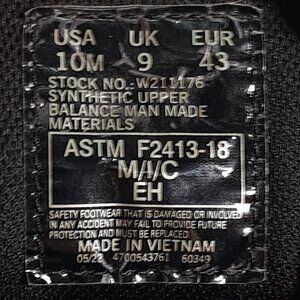 USA UK EUR
10M 9 43
STOCK NO.: W211176
SYNTHETIC UPPER
BALANCE MAN MADE
MATERIALS
ASTM F2413-18
M/I/C
EH
SAFETY FOOTWEAR THAT IS DAMAGED OR INVOLVED
IN ANY ACCIDENT MAY FAIL TO PROVIDE FUTURE
PROTECTION AND MUST BE REPLACED
MADE IN VIETNAM
05/22 4700543761 60349